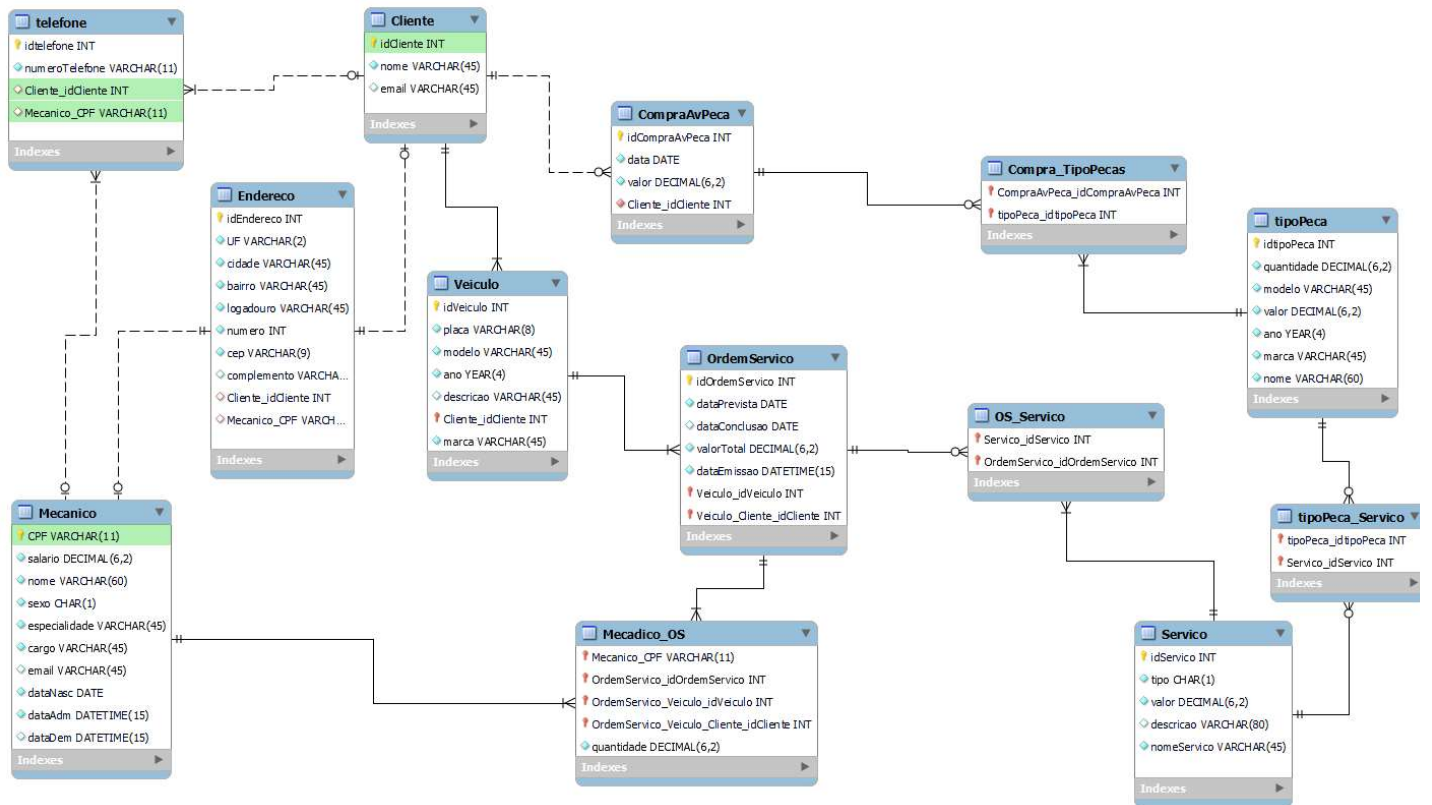 telefone
idtelefone INT
numeroTelefone VARCHAR(11)
Cliente_idCliente INT
Mecanico_CPF VARCHAR(11)
Indexes
Cliente
idCliente INT
nome VARCHAR(45)
email VARCHAR(45)
Indexes
CompraAvPeca
idCompraAvPeca INT
data DATE
valor DECIMAL(6,2)
Cliente_idCliente INT
Indexes
Compra_TipoPecas
CompraAvPeca_idCompraAvPeca INT
tipoPeca_idtipoPeca INT
Indexes
tipoPeca
idtipoPeca INT
quantidade DECIMAL(6,2)
modelo VARCHAR(45)
valor DECIMAL(6,2)
ano YEAR(4)
marca VARCHAR(45)
nome VARCHAR(60)
Indexes
Endereco
idEndereco INT
UF VARCHAR(2)
cidade VARCHAR(45)
bairro VARCHAR(45)
logadouro VARCHAR(45)
numero INT
cep VARCHAR(9)
complemento VARCHA...
Cliente_idCliente INT
Mecanico_CPF VARCH...
Indexes
Veiculo
idVeiculo INT
placa VARCHAR(8)
modelo VARCHAR(45)
ano YEAR(4)
descricao VARCHAR(45)
Cliente_idCliente INT
marca VARCHAR(45)
Indexes
OrdemServico
idOrdemServico INT
dataPrevista DATE
dataConclusao DATE
valorTotal DECIMAL(6,2)
dataEmissao DATETIME(15)
Veiculo_idVeiculo INT
Veiculo_Cliente_idCliente INT
Indexes
OS_Servico
Servico_idServico INT
OrdemServico_idOrdemServico INT
Indexes
tipoPeca_Servico
tipoPeca_idtipoPeca INT
Servico_idServico INT
Indexes
Mecanico
CPF VARCHAR(11)
salario DECIMAL(6,2)
nome VARCHAR(60)
sexo CHAR(1)
especialidade VARCHAR(45)
cargo VARCHAR(45)
email VARCHAR(45)
dataNasc DATE
dataAdm DATETIME(15)
dataDem DATETIME(15)
Indexes
Mecadico_OS
Mecanico_CPF VARCHAR(11)
OrdemServico_idOrdemServico INT
OrdemServico_Veiculo_idVeiculo INT
OrdemServico_Veiculo_Cliente_idCliente INT
quantidade DECIMAL(6,2)
Indexes
Servico
idServico INT
tipo CHAR(1)
valor DECIMAL(6,2)
descricao VARCHAR(80)
nomeServico VARCHAR(45)
Indexes